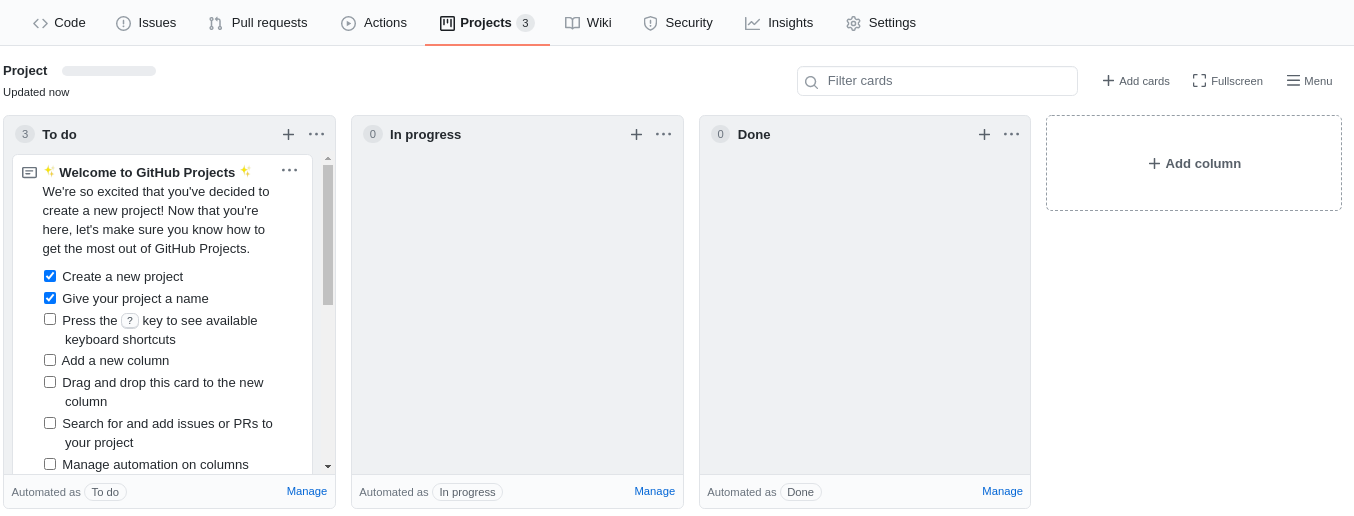 Code Issues Pull requests Actions Projects 3 Wiki Security Insights Settings
Project
Updated now
Filter cards
Add cards Fullscreen Menu
3 To do
Welcome to GitHub Projects
We're so excited that you've decided to
create a new project! Now that you're
here, let's make sure you know how to
get the most out of GitHub Projects.
Create a new project
Give your project a name
Press the ? key to see available
keyboard shortcuts
Add a new column
Drag and drop this card to the new
column
Search for and add issues or PRs to
your project
Manage automation on columns
Automated as To do Manage
0 In progress
Automated as In progress Manage
0 Done
Automated as Done Manage
Add column